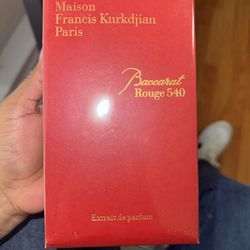 Maison
Francis Kurkdjian
Paris
Baccarat
Rouge 540
Extrait de parfum